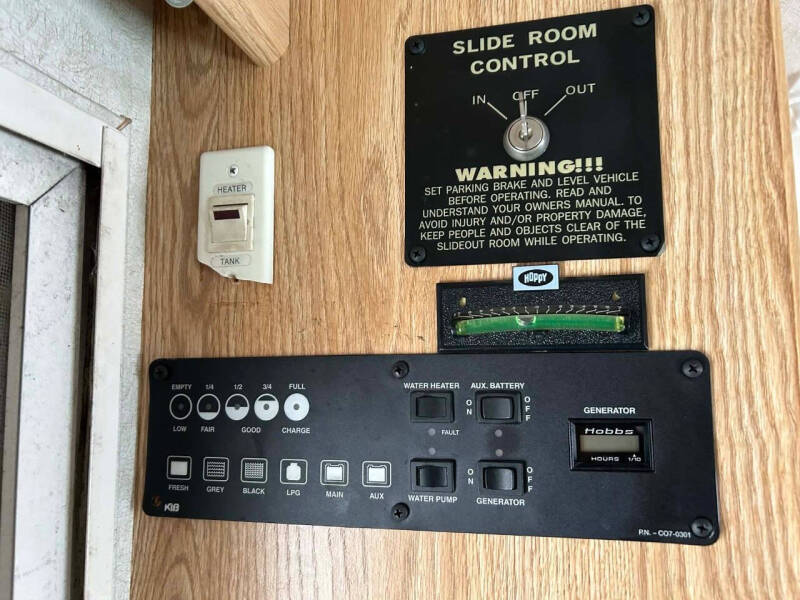 SLIDE ROOM
CONTROL
IN OFF OUT
WARNING!!!
SET PARKING BRAKE AND LEVEL VEHICLE
BEFORE OPERATING. READ AND
UNDERSTAND YOUR OWNERS MANUAL. TO
AVOID INJURY AND/OR PROPERTY DAMAGE,
KEEP PEOPLE AND OBJECTS CLEAR OF THE
SLIDEOUT ROOM WHILE OPERATING.
HEATER
TANK
HOPPY
EMPTY 1/4 1/2 3/4 FULL
LOW FAIR GOOD CHARGE
FRESH GREY BLACK LPG MAIN AUX
KIB
WATER HEATER AUX. BATTERY
ON OFF
FAULT
ON OFF
WATER PUMP GENERATOR
GENERATOR
Hobbs
HOURS 1/10
P.N. - CO7-0301